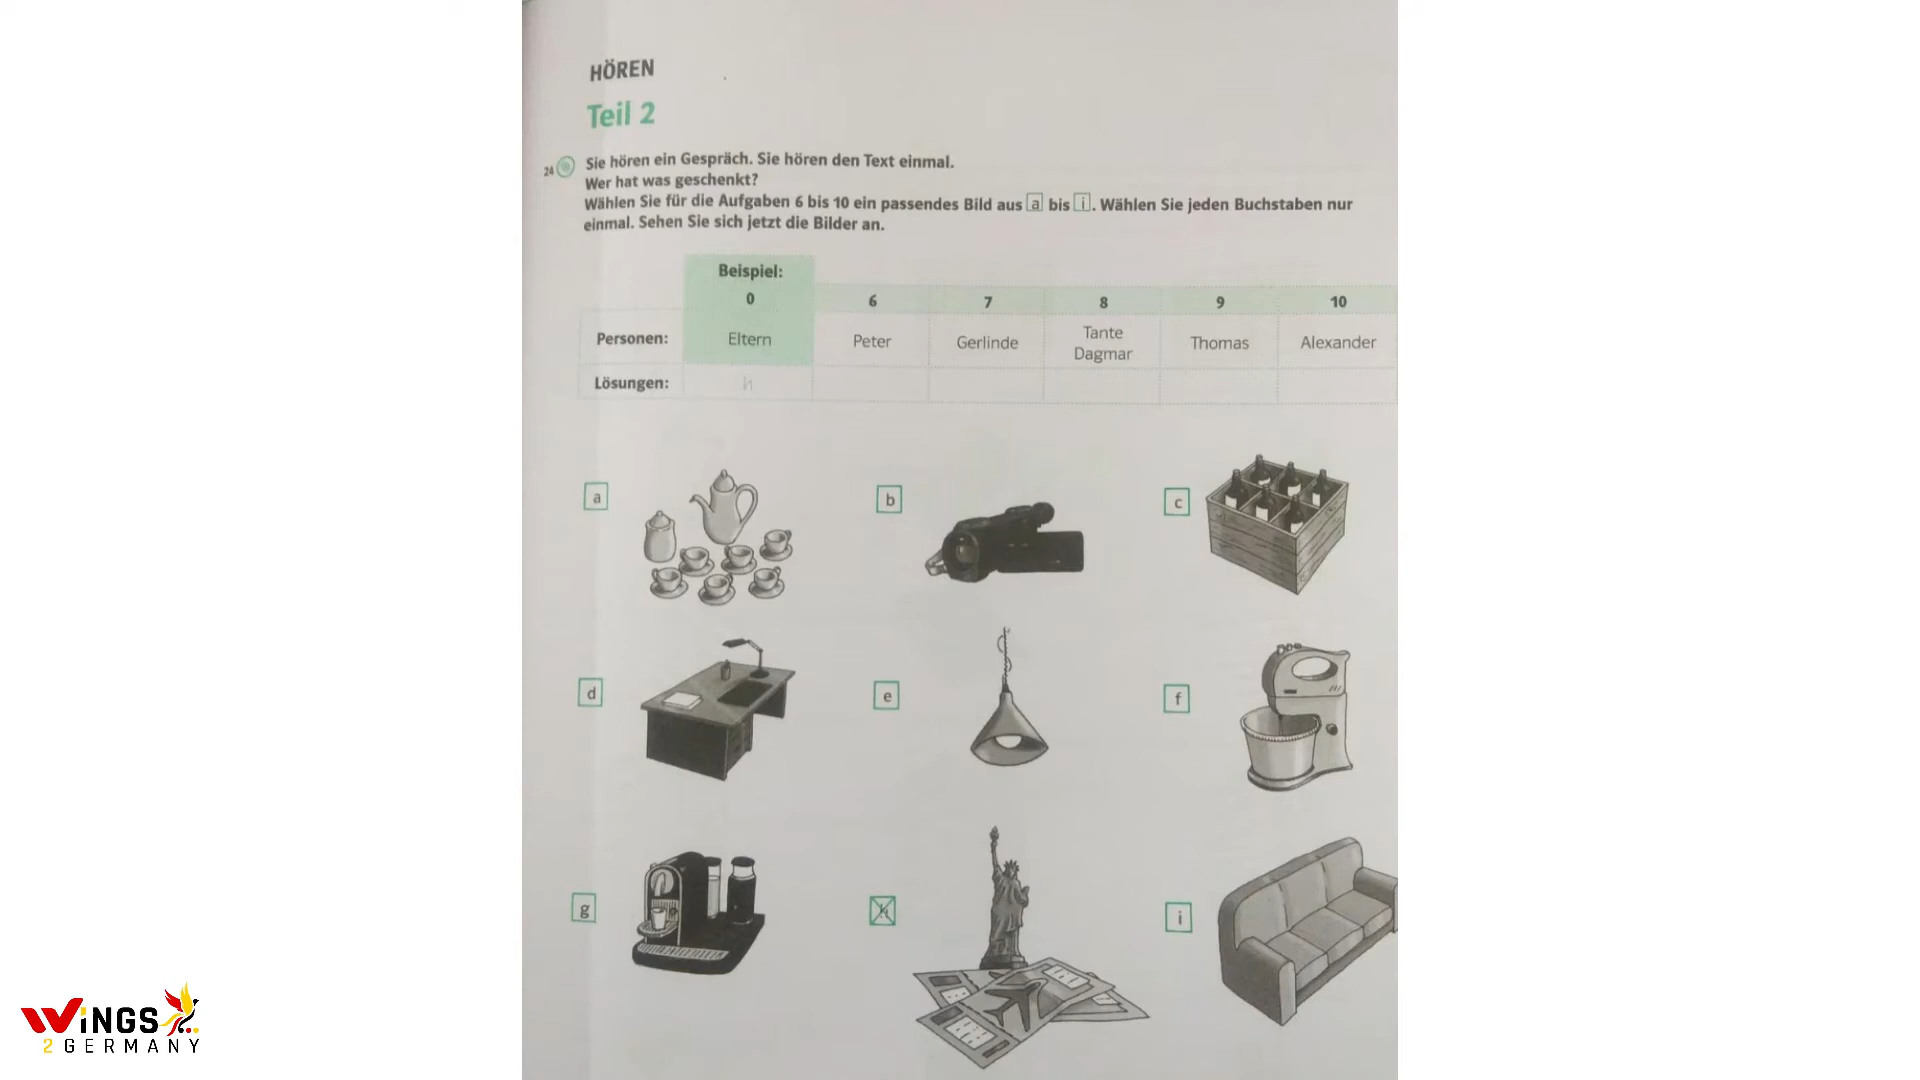 HÖREN
Teil 2
24 Sie hören ein Gespräch. Sie hören den Text einmal.
Wer hat was geschenkt?
Wählen Sie für die Aufgaben 6 bis 10 ein passendes Bild aus a bis i. Wählen Sie jeden Buchstaben nur
einmal. Sehen Sie sich jetzt die Bilder an.
Beispiel:
0 6 7 8 9 10
Personen: Eltern Peter Gerlinde Tante Dagmar Thomas Alexander
Lösungen: h
a b c
d e f
g h i
WiNGS
2 GERMANY